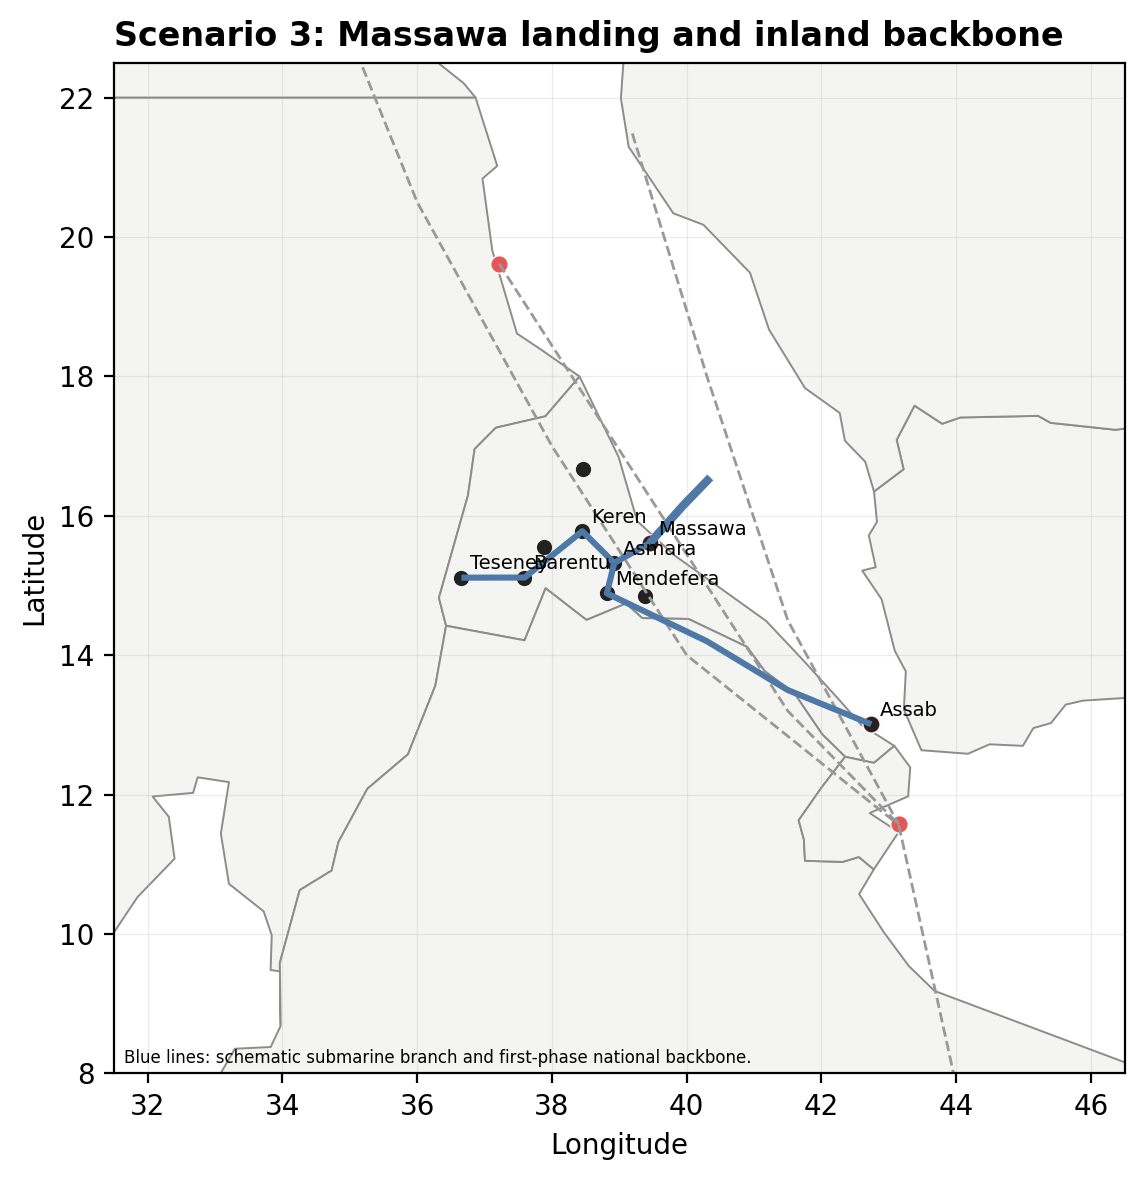 Scenario 3: Massawa landing and inland backbone
22
20
18
16
14
12
10
8
Latitude
Keren
Massawa
Asmara
Teseney
Barentu
Mendefera
Assab
Blue lines: schematic submarine branch and first-phase national backbone.
32 34 36 38 40 42 44 46
Longitude